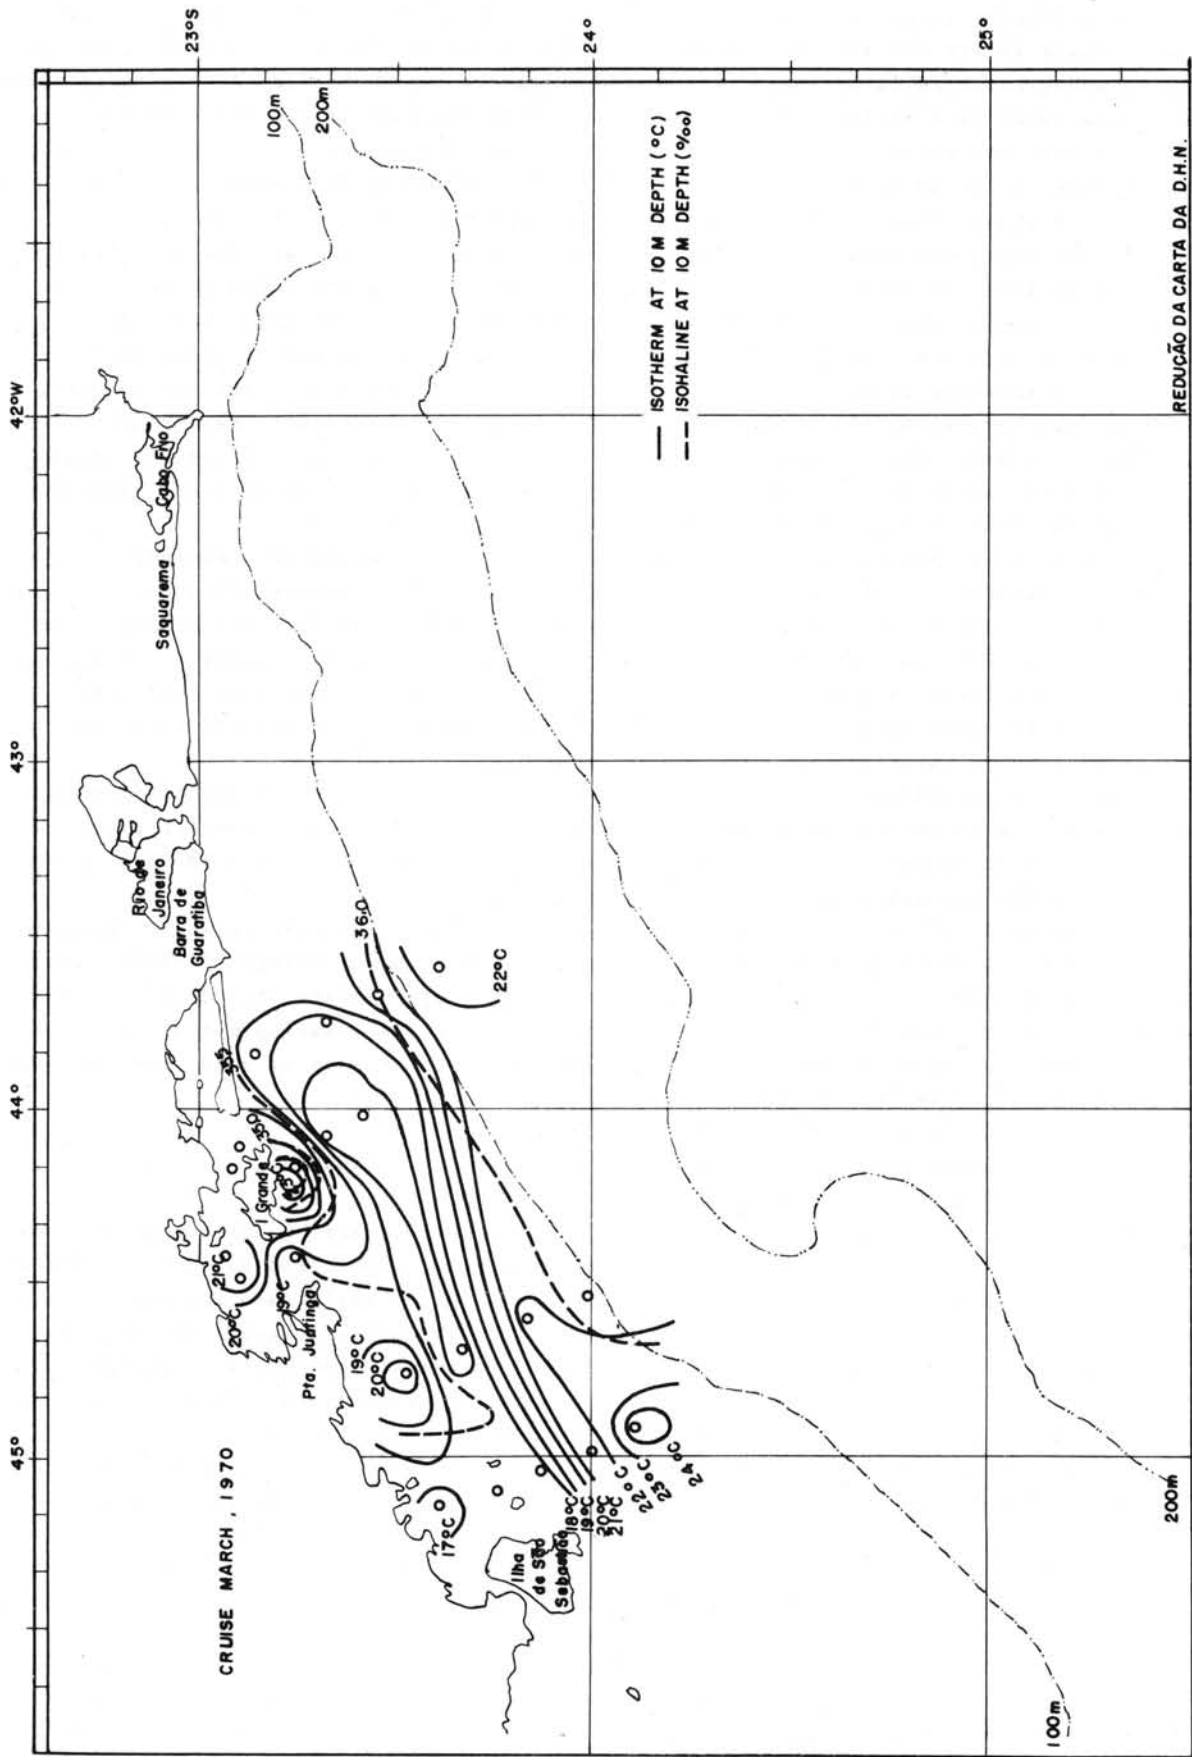 CRUISE MARCH, 1970
45°
44°
43°
42°W
23°S
24°
25°
Rio de
Janeiro
Barra de
Guaratiba
Saquarema
Cabo Frio
I Grande
Pta. Juatinga
Ilha
de São
Sebastião
100m
200m
35.5
35.0
36.0
21°C
20°C
19°C
19°C
20°C
17°C
18°C
19°C
20°C
21°C
22°C
23°C
24°C
22°C
— ISOTHERM AT 10 M DEPTH (°C)
-- ISOHALINE AT 10 M DEPTH (‰)
100m
200m
REDUÇÃO DA CARTA DA D.H.N.